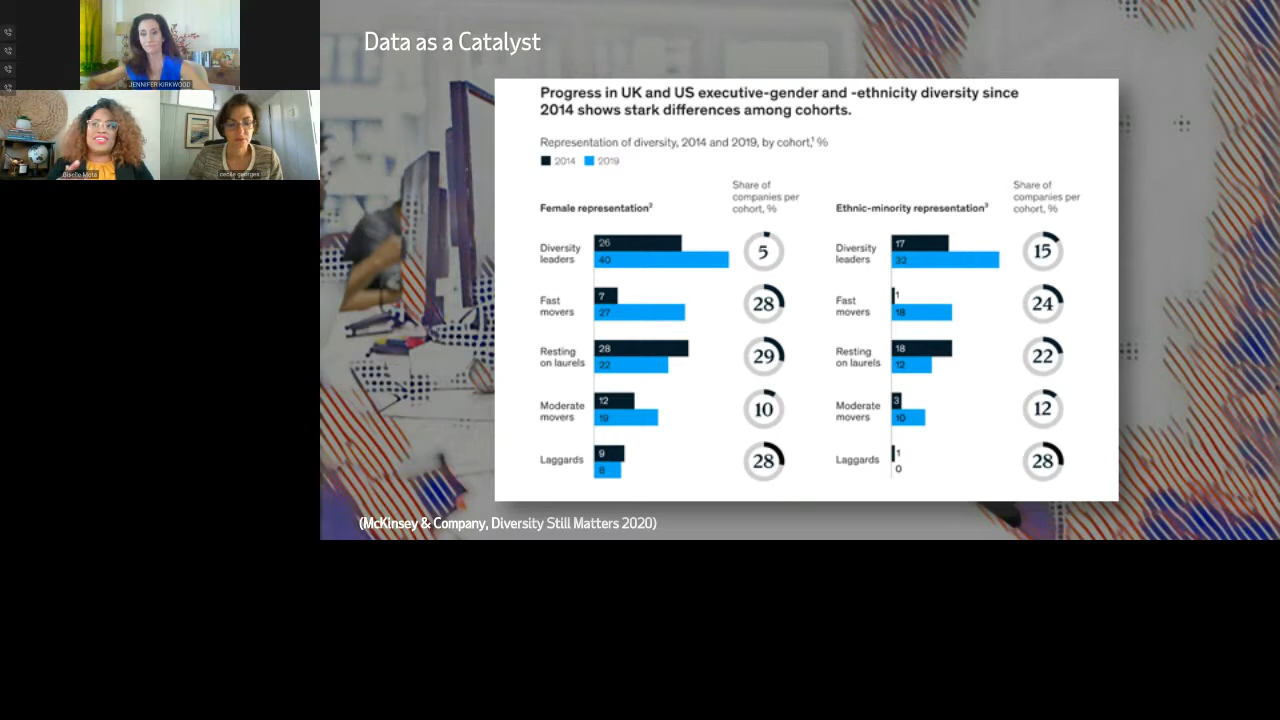 JENNIFER KIRKWOOD
Giselle Mota
cecile georges
Data as a Catalyst
Progress in UK and US executive-gender and -ethnicity diversity since
2014 shows stark differences among cohorts.
Representation of diversity, 2014 and 2019, by cohort,¹ %
2014 2019
Female representation²
Share of
companies per
cohort, %
Diversity
leaders
26
40
5
Fast
movers
7
27
28
Resting
on laurels
28
22
29
Moderate
movers
12
19
10
Laggards
9
8
28
Ethnic-minority representation³
Share of
companies per
cohort, %
Diversity
leaders
17
32
15
Fast
movers
1
18
24
Resting
on laurels
18
12
22
Moderate
movers
3
10
12
Laggards
1
0
28
(McKinsey & Company, Diversity Still Matters 2020)